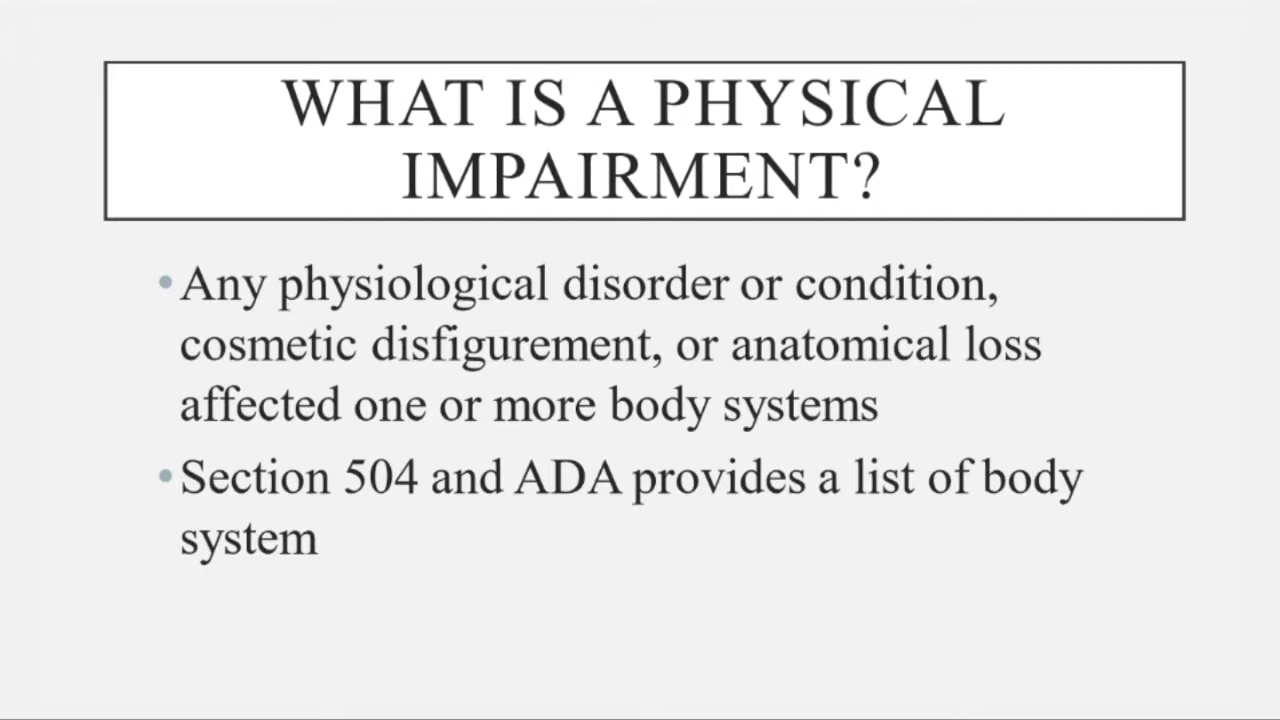 WHAT IS A PHYSICAL
IMPAIRMENT?
• Any physiological disorder or condition,
cosmetic disfigurement, or anatomical loss
affected one or more body systems
• Section 504 and ADA provides a list of body
system